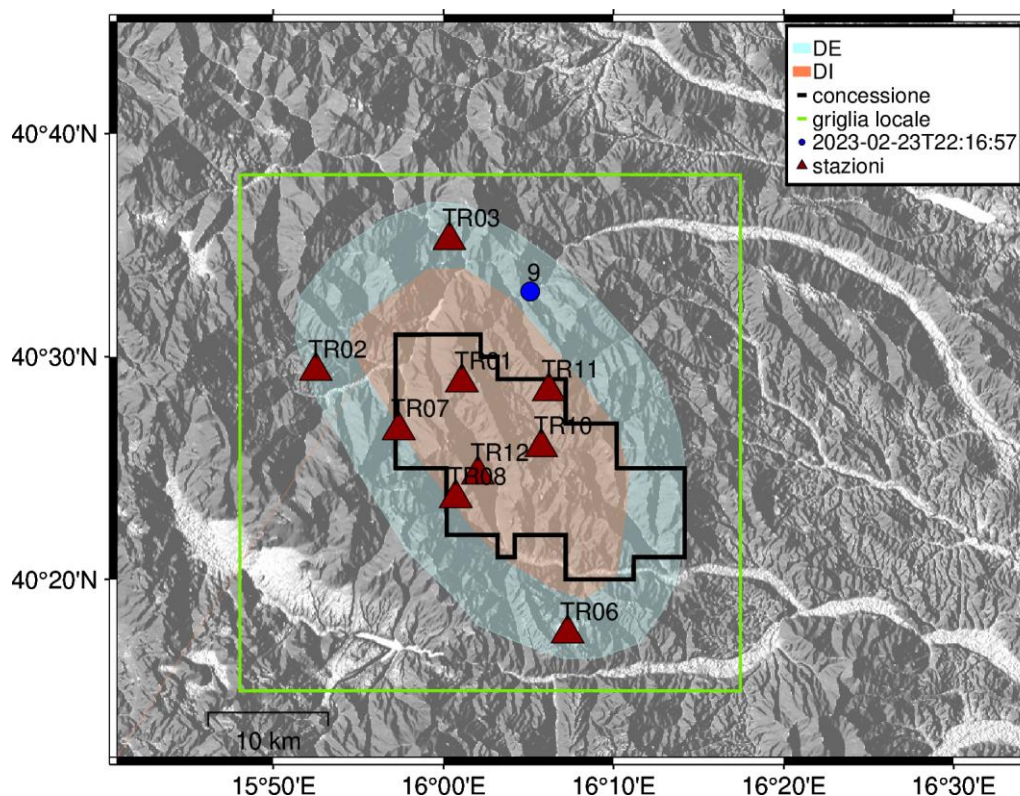 DE
DI
concessione
griglia locale
2023-02-23T22:16:57
stazioni
40°40'N
40°30'N
40°20'N
TR03
9
TR02
TR01
TR11
TR07
TR10
TR12
TR08
TR06
10 km
15°50'E
16°00'E
16°10'E
16°20'E
16°30'E